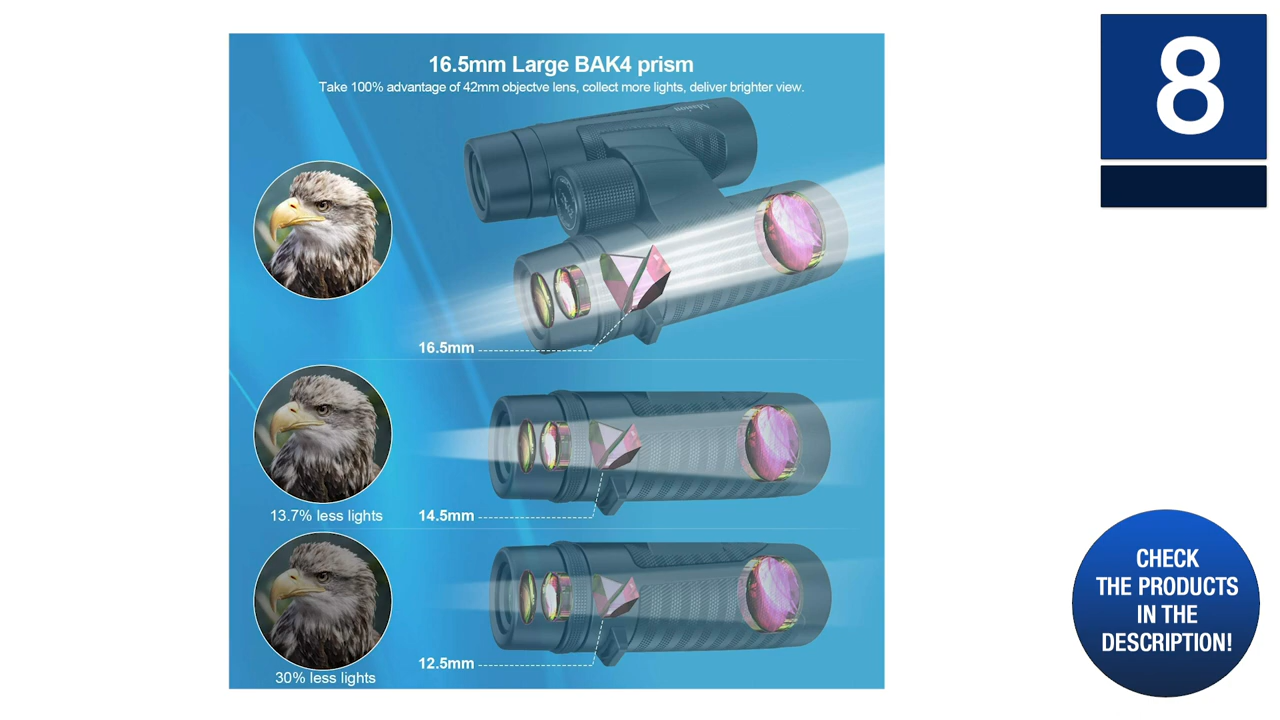 8
16.5mm Large BAK4 prism
Take 100% advantage of 42mm objectve lens, collect more lights, deliver brighter view.
16.5mm
13.7% less lights
14.5mm
12.5mm
30% less lights
CHECK
THE PRODUCTS
IN THE
DESCRIPTION!